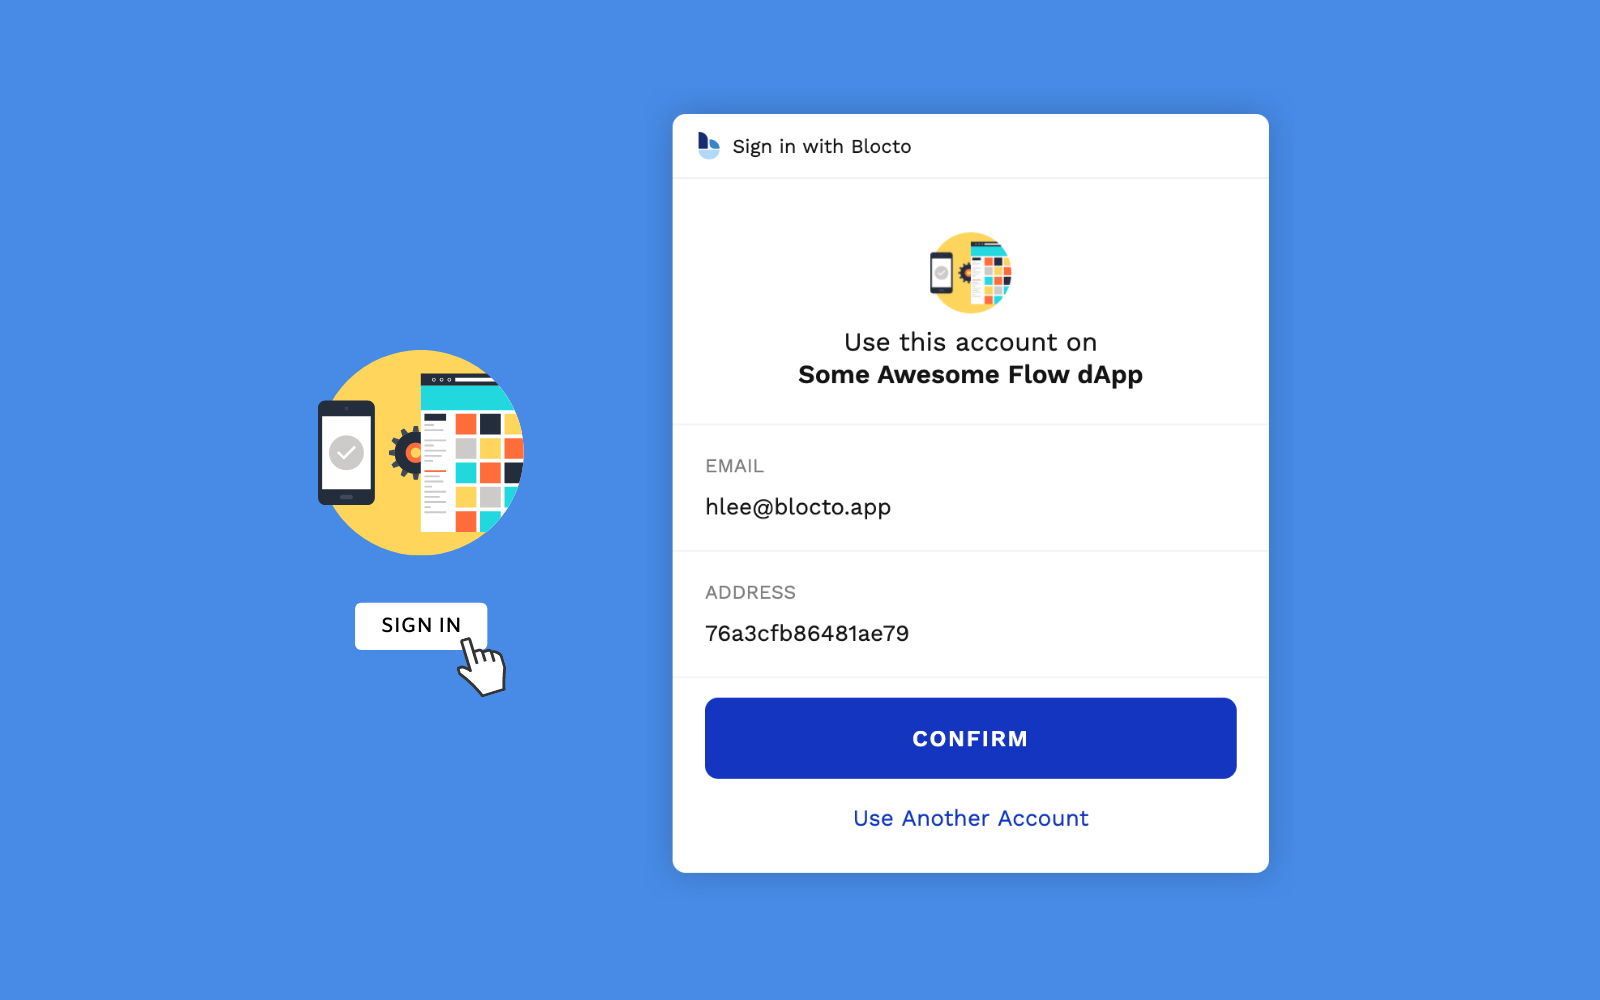 SIGN IN
Sign in with Blocto
Use this account on
Some Awesome Flow dApp
EMAIL
hlee@blocto.app
ADDRESS
76a3cfb86481ae79
CONFIRM
Use Another Account